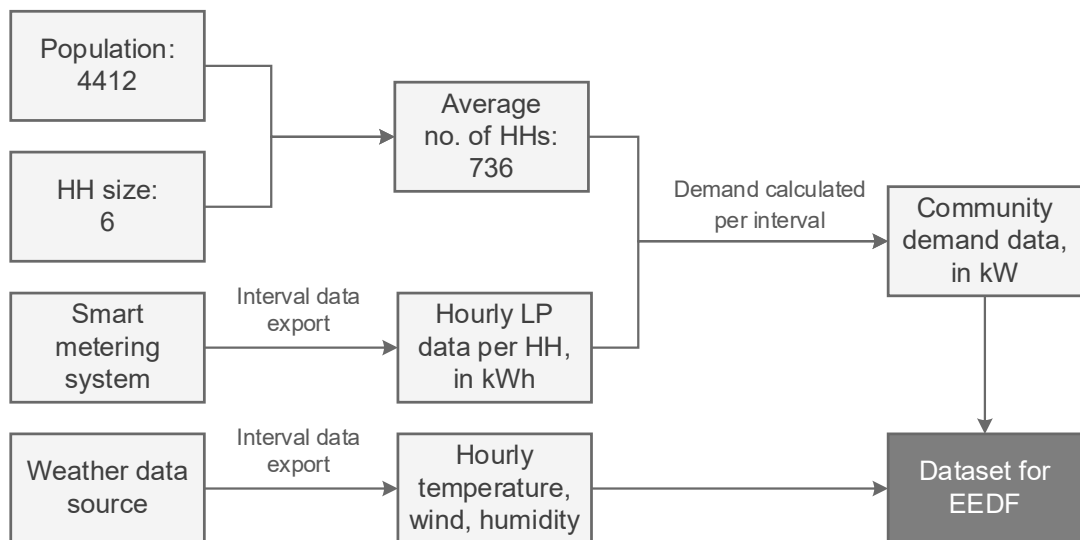 Population:
4412
HH size:
6
Average
no. of HHs:
736
Demand calculated
per interval
Community
demand data,
in kW
Smart
metering
system
Interval data
export
Hourly LP
data per HH,
in kWh
Weather data
source
Interval data
export
Hourly
temperature,
wind, humidity
Dataset for
EEDF